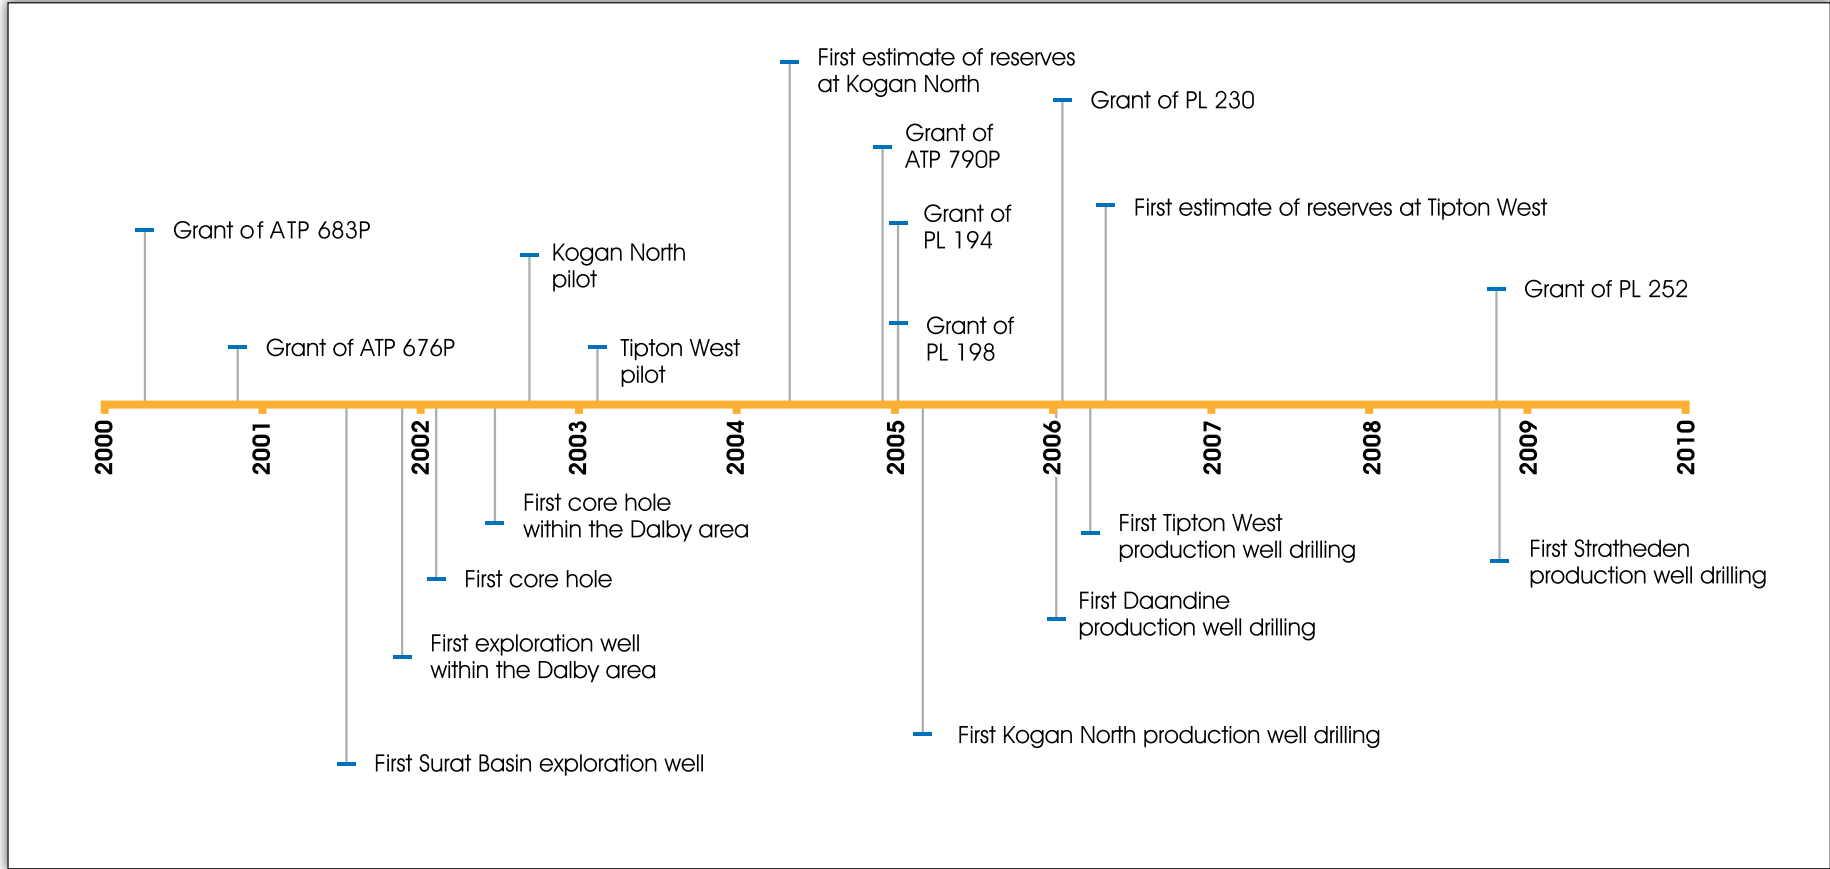 First estimate of reserves
at Kogan North
Grant of PL 230
Grant of
ATP 790P
First estimate of reserves at Tipton West
Grant of
PL 194
Grant of ATP 683P
Kogan North
pilot
Grant of PL 252
Grant of
PL 198
Grant of ATP 676P
Tipton West
pilot
2000
2001
2002
2003
2004
2005
2006
2007
2008
2009
2010
First core hole
within the Dalby area
First Tipton West
production well drilling
First Stratheden
production well drilling
First core hole
First Daandine
production well drilling
First exploration well
within the Dalby area
First Kogan North production well drilling
First Surat Basin exploration well